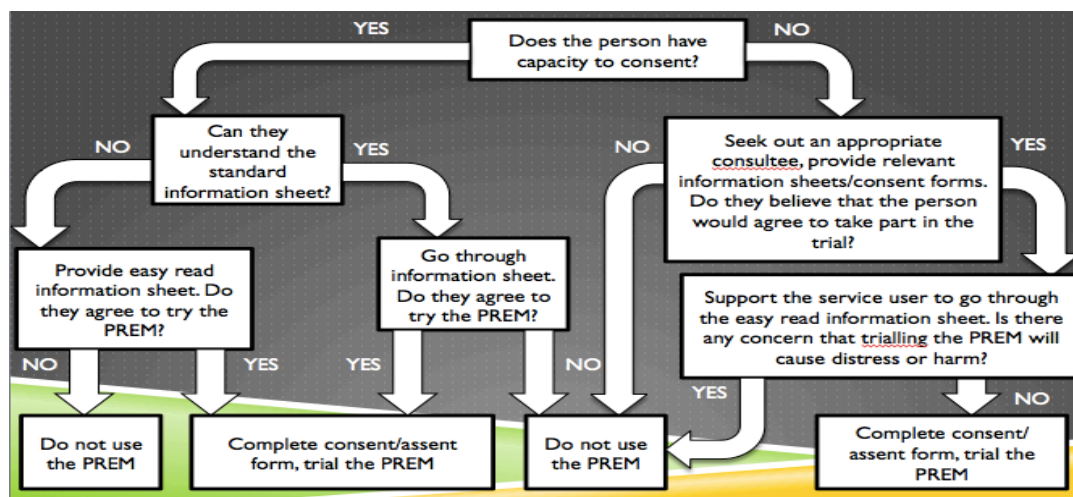 YES
Does the person have
capacity to consent?
NO
NO
Can they
understand the
standard
information sheet?
YES
NO
Seek out an appropriate
consultee, provide relevant
information sheets/consent forms.
Do they believe that the person
would agree to take part in the
trial?
YES
Provide easy read
information sheet. Do
they agree to try the
PREM?
Go through
information sheet.
Do they agree to
try the PREM?
Support the service user to go through
the easy read information sheet. Is there
any concern that trialling the PREM will
cause distress or harm?
NO
YES
YES
NO
YES
NO
Do not use
the PREM
Complete consent/assent
form, trial the PREM
Do not use
the PREM
Complete consent/
assent form, trial the
PREM